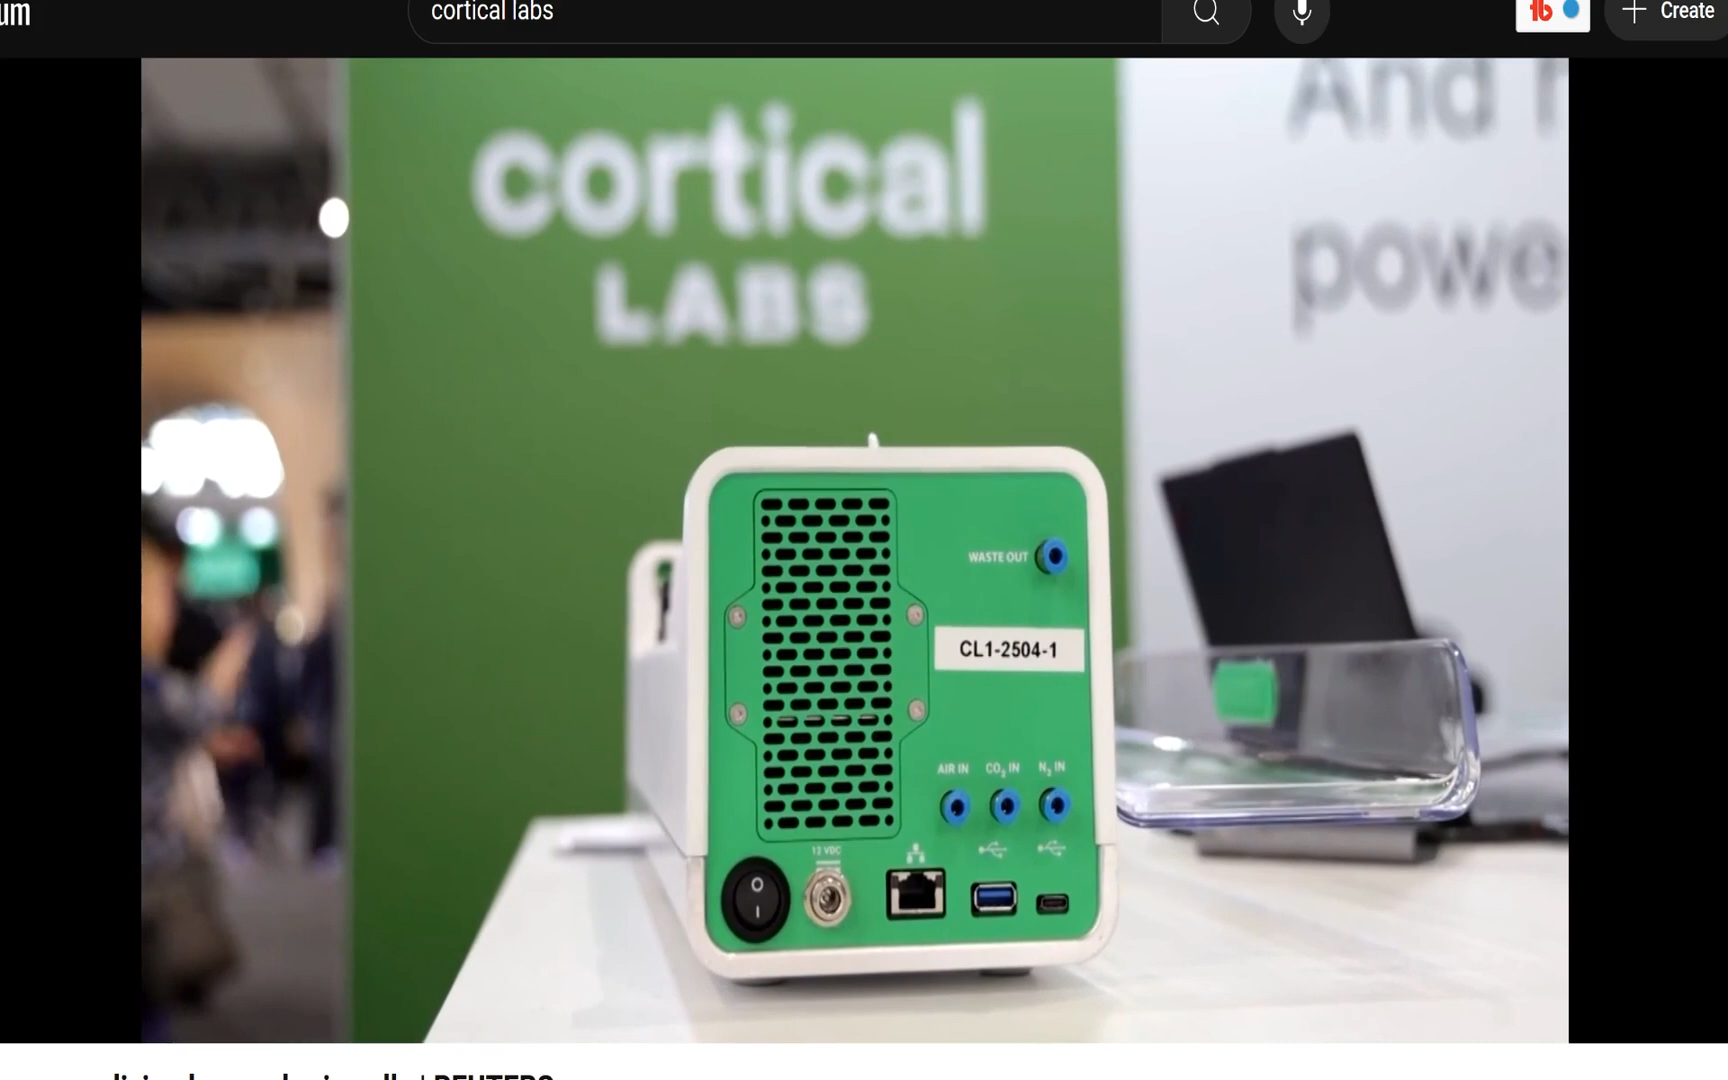 um
cortical labs
Create
cortical
LABS
And
powe
WASTE OUT
CL1-2504-1
AIR IN CO₂ IN N₂ IN
12 VDC
O
I
REUTERS